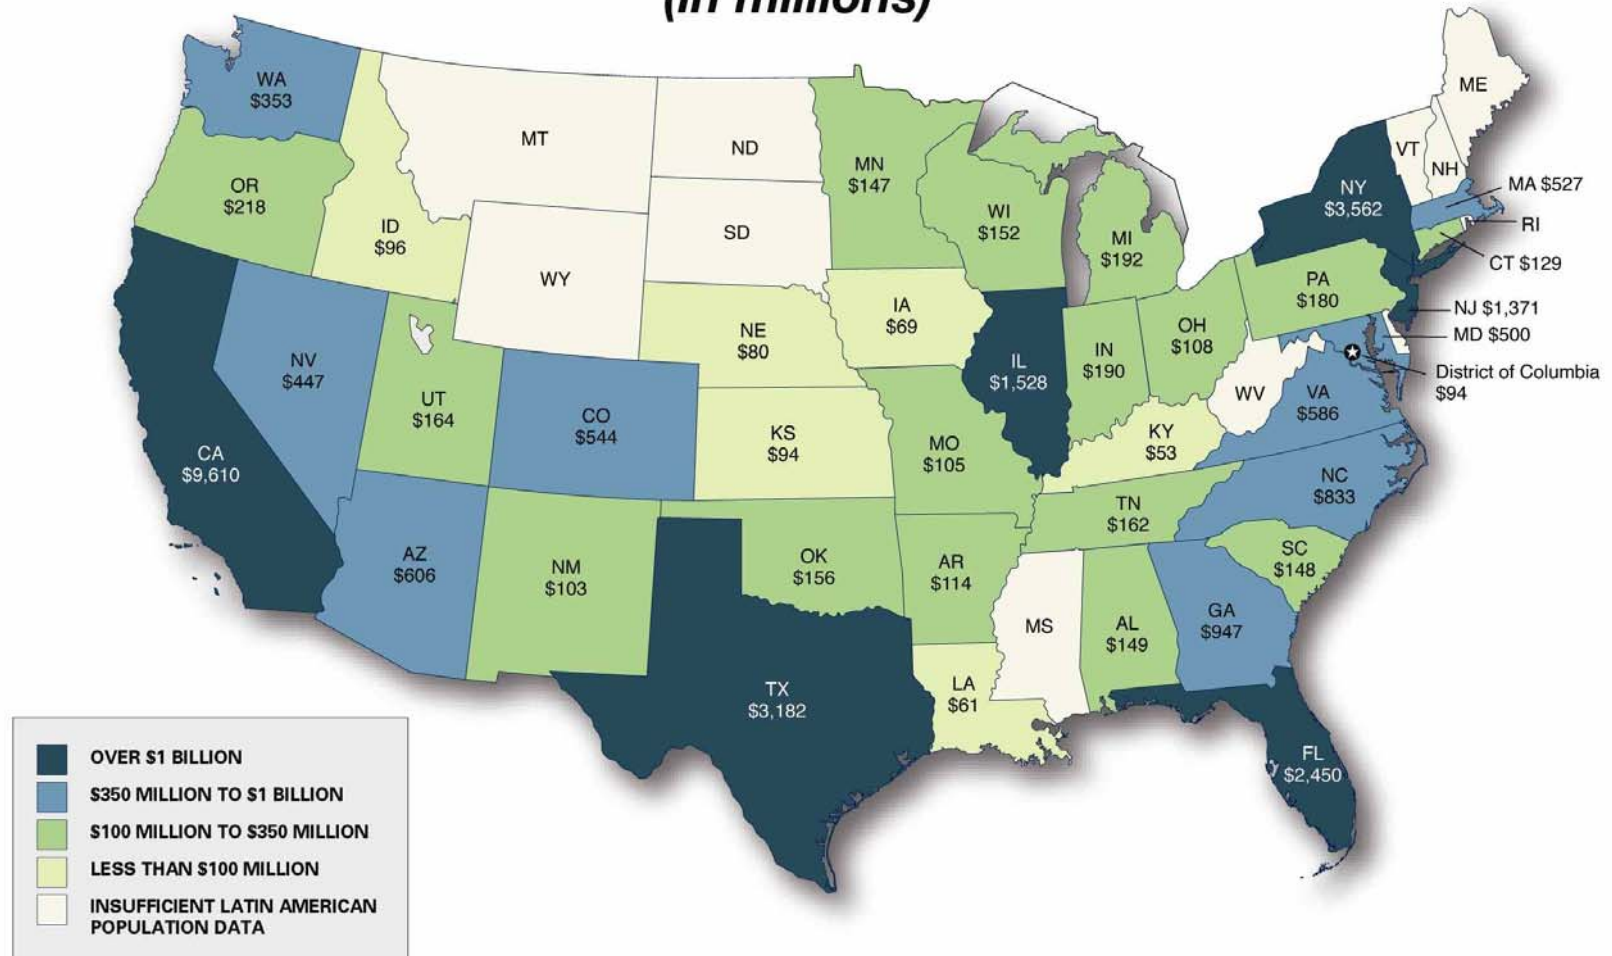 (in millions)
WA
$353
OR
$218
ID
$96
MT
ND
SD
WY
NE
$80
MN
$147
WI
$152
MI
$192
IA
$69
IL
$1,528
IN
$190
OH
$108
PA
$180
NY
$3,562
VT
NH
ME
MA $527
RI
CT $129
NJ $1,371
MD $500
District of Columbia
$94
WV
VA
$586
KY
$53
NC
$833
TN
$162
SC
$148
GA
$947
AL
$149
MS
LA
$61
AR
$114
MO
$105
KS
$94
OK
$156
TX
$3,182
NM
$103
CO
$544
UT
$164
NV
$447
AZ
$606
CA
$9,610
FL
$2,450
OVER $1 BILLION
$350 MILLION TO $1 BILLION
$100 MILLION TO $350 MILLION
LESS THAN $100 MILLION
INSUFFICIENT LATIN AMERICAN
POPULATION DATA